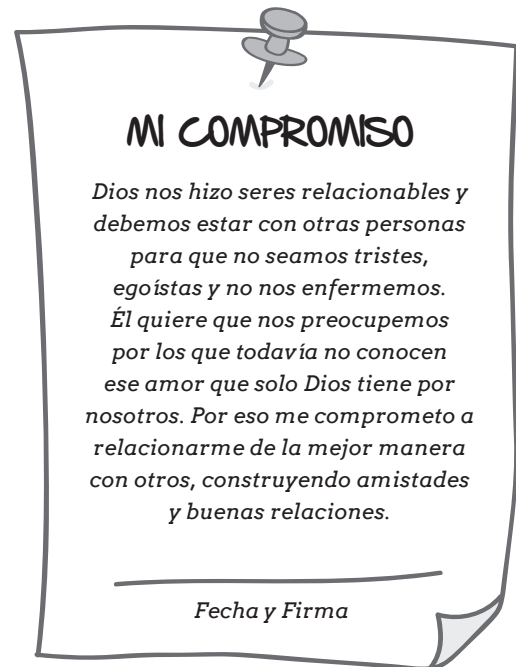 MI COMPROMISO
Dios nos hizo seres relacionables y
debemos estar con otras personas
para que no seamos tristes,
egoístas y no nos enfermemos.
Él quiere que nos preocupemos
por los que todavía no conocen
ese amor que solo Dios tiene por
nosotros. Por eso me comprometo a
relacionarme de la mejor manera
con otros, construyendo amistades
y buenas relaciones.
Fecha y Firma